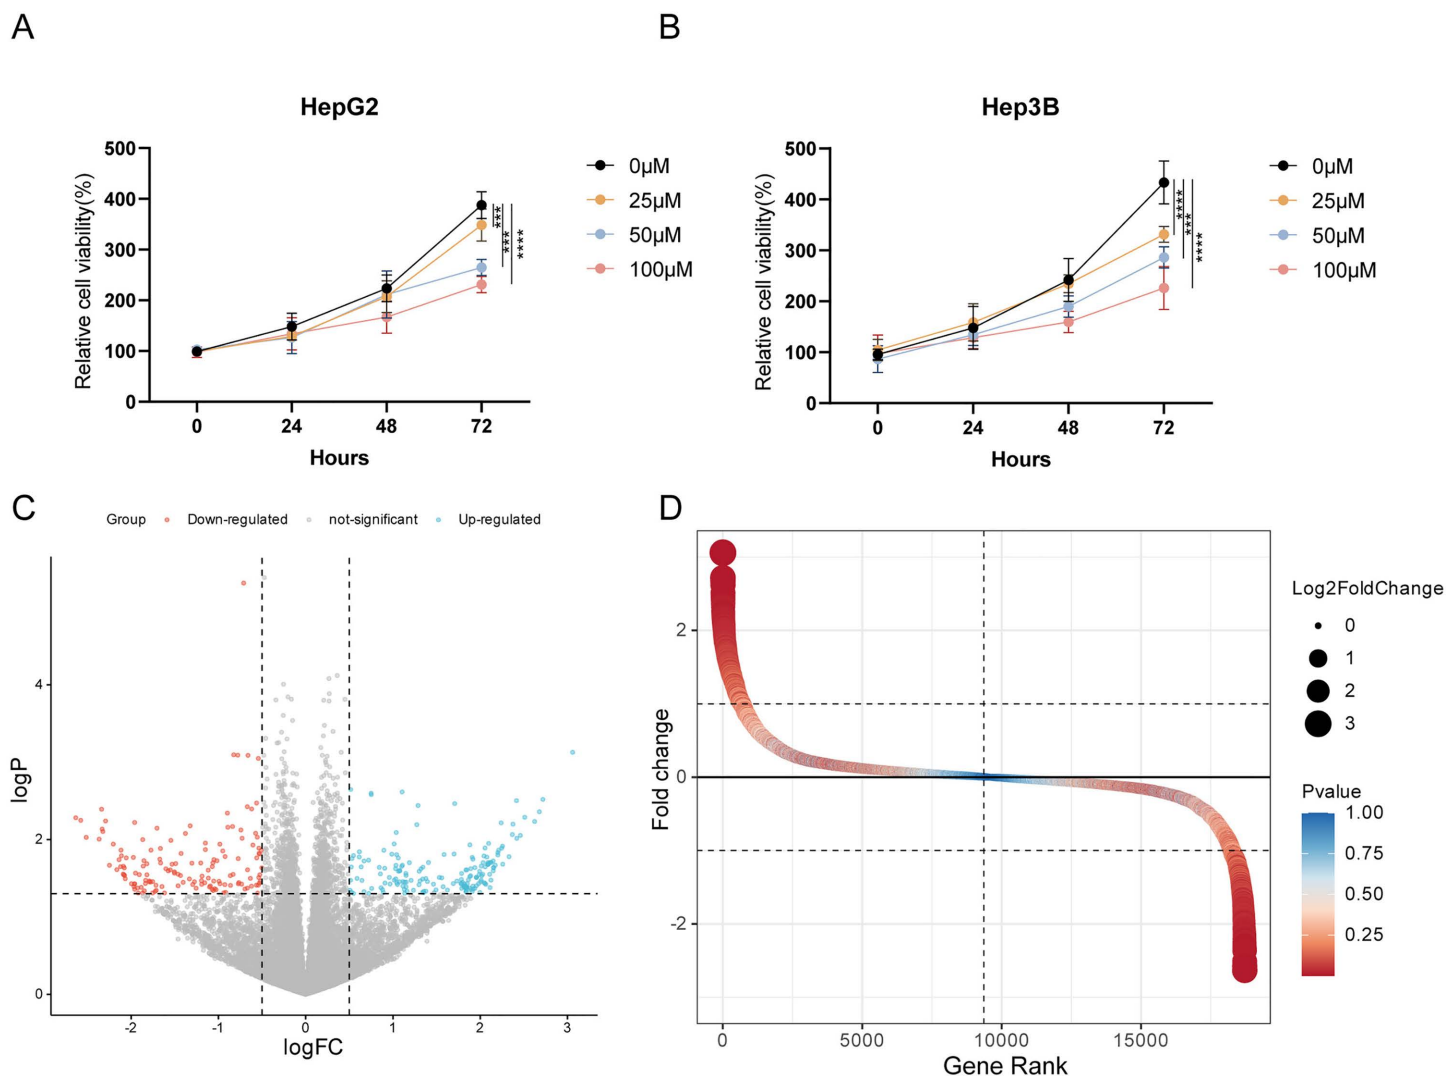 A
B
HepG2
Hep3B
Relative cell viability(%)
500
400
300
200
100
0
0
24
48
72
Hours
***
***
****
0μM
25μM
50μM
100μM
Relative cell viability(%)
500
400
300
200
100
0
0
24
48
72
Hours
****
***
****
0μM
25μM
50μM
100μM
C
Group Down-regulated not-significant Up-regulated
logP
4
2
0
-2
-1
0
1
2
3
logFC
D
Fold change
2
0
-2
0
5000
10000
15000
Gene Rank
Log2FoldChange
0
1
2
3
Pvalue
1.00
0.75
0.50
0.25